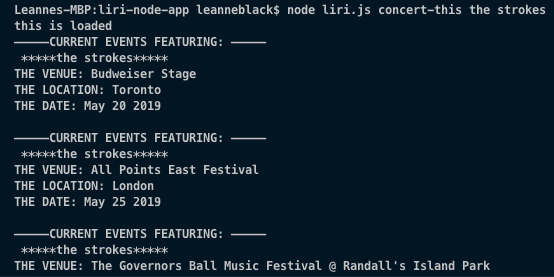 Leannes-MBP:liri-node-app leanneblack$ node liri.js concert-this the strokes
this is loaded
————–CURRENT EVENTS FEATURING: ————–
*****the strokes*****
THE VENUE: Budweiser Stage
THE LOCATION: Toronto
THE DATE: May 20 2019
————–CURRENT EVENTS FEATURING: ————–
*****the strokes*****
THE VENUE: All Points East Festival
THE LOCATION: London
THE DATE: May 25 2019
————–CURRENT EVENTS FEATURING: ————–
*****the strokes*****
THE VENUE: The Governors Ball Music Festival @ Randall's Island Park